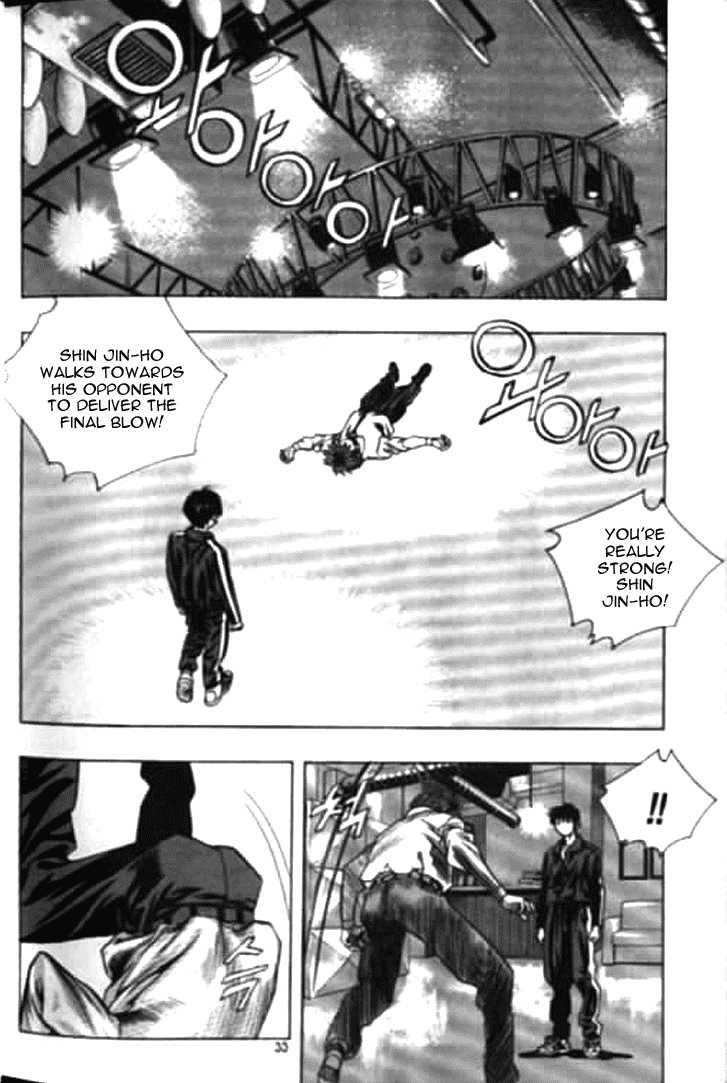 와아아아
SHIN JIN-HO
WALKS TOWARDS
HIS OPPONENT
TO DELIVER THE
FINAL BLOW!
와아아아
YOU'RE
REALLY
STRONG!
SHIN
JIN-HO!
!!
33